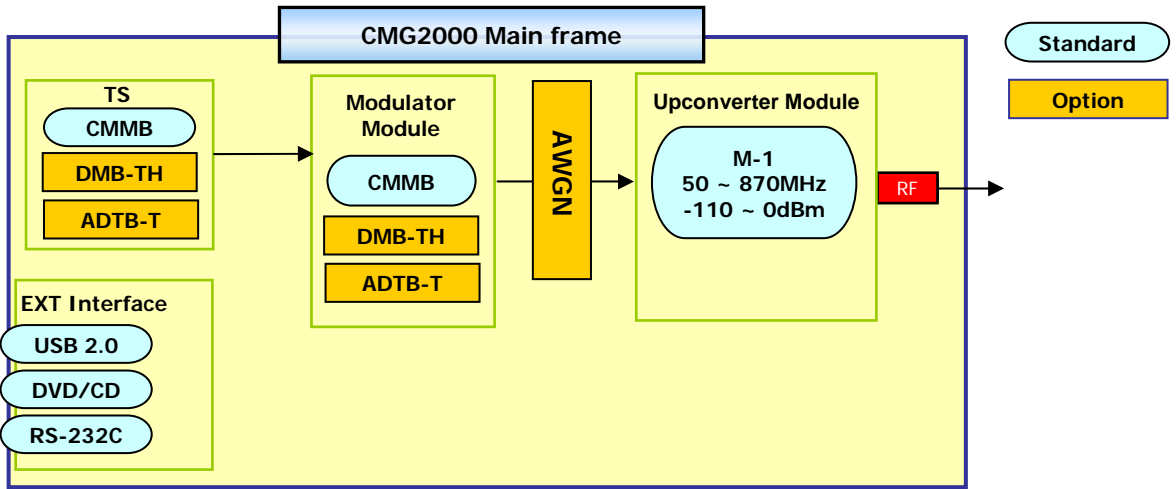 CMG2000 Main frame
Standard
Option
TS
CMMB
DMB-TH
ADTB-T
Modulator
Module
CMMB
DMB-TH
ADTB-T
AWGN
Upconverter Module
M-1
50 ~ 870MHz
-110 ~ 0dBm
RF
EXT Interface
USB 2.0
DVD/CD
RS-232C